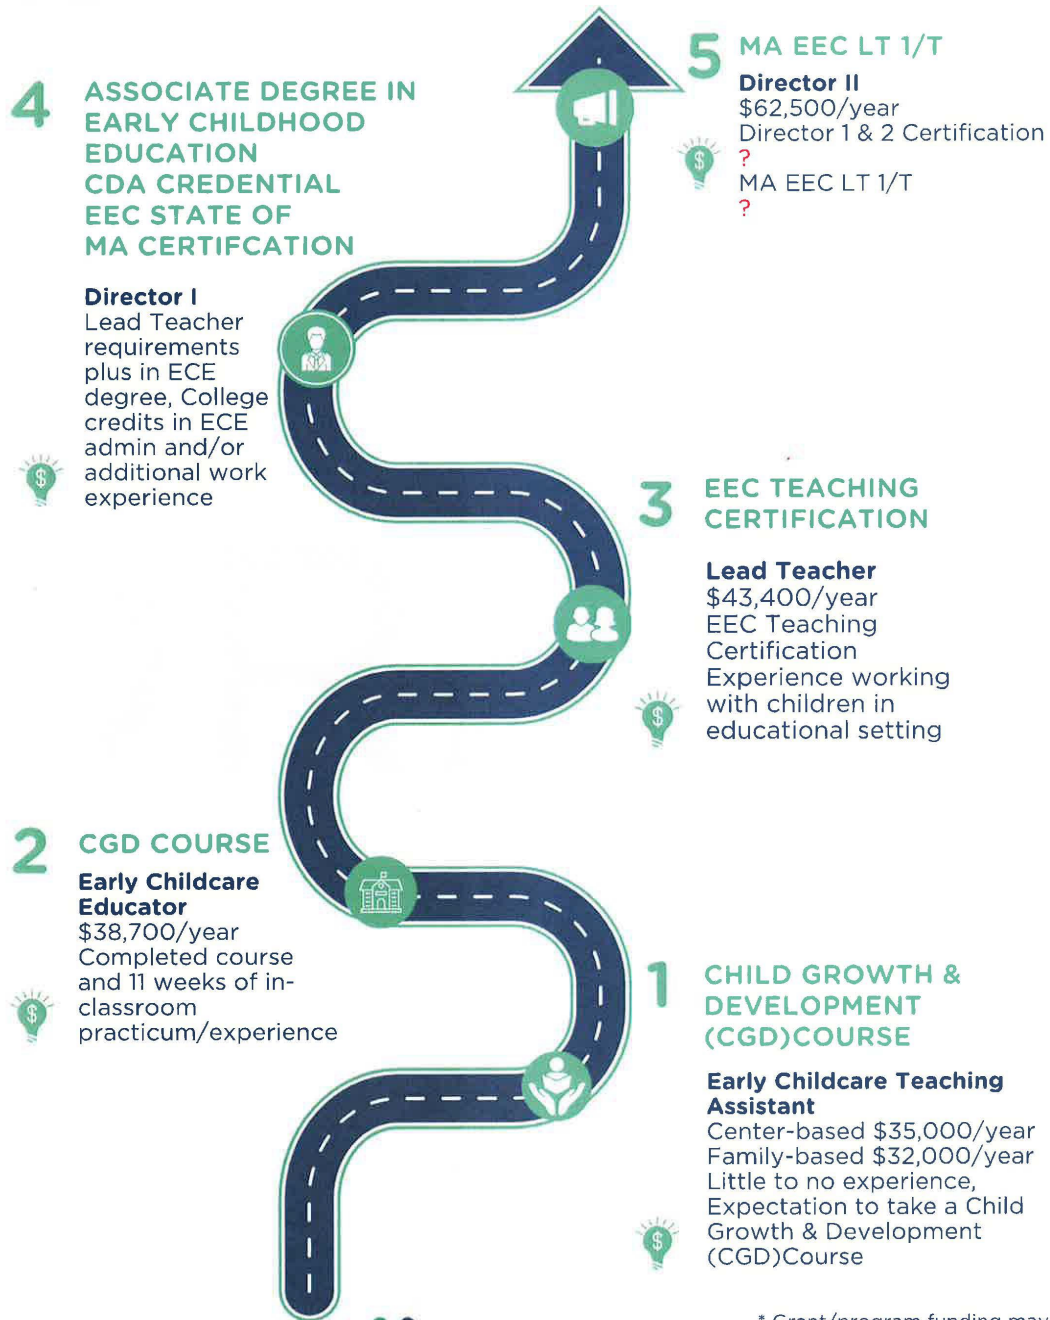 5
MA EEC LT 1/T
Director II
$62,500/year
Director 1 & 2 Certification
?
MA EEC LT 1/T
?
4
ASSOCIATE DEGREE IN
EARLY CHILDHOOD
EDUCATION
CDA CREDENTIAL
EEC STATE OF
MA CERTIFCATION
Director I
Lead Teacher
requirements
plus in ECE
degree, College
credits in ECE
admin and/or
additional work
experience
$
3
EEC TEACHING
CERTIFICATION
Lead Teacher
$43,400/year
EEC Teaching
Certification
Experience working
with children in
educational setting
$
2
CGD COURSE
Early Childcare
Educator
$38,700/year
Completed course
and 11 weeks of in-
classroom
practicum/experience
$
1
CHILD GROWTH &
DEVELOPMENT
(CGD)COURSE
Early Childcare Teaching
Assistant
Center-based $35,000/year
Family-based $32,000/year
Little to no experience,
Expectation to take a Child
Growth & Development
(CGD)Course
$
$
* Grant/program funding may